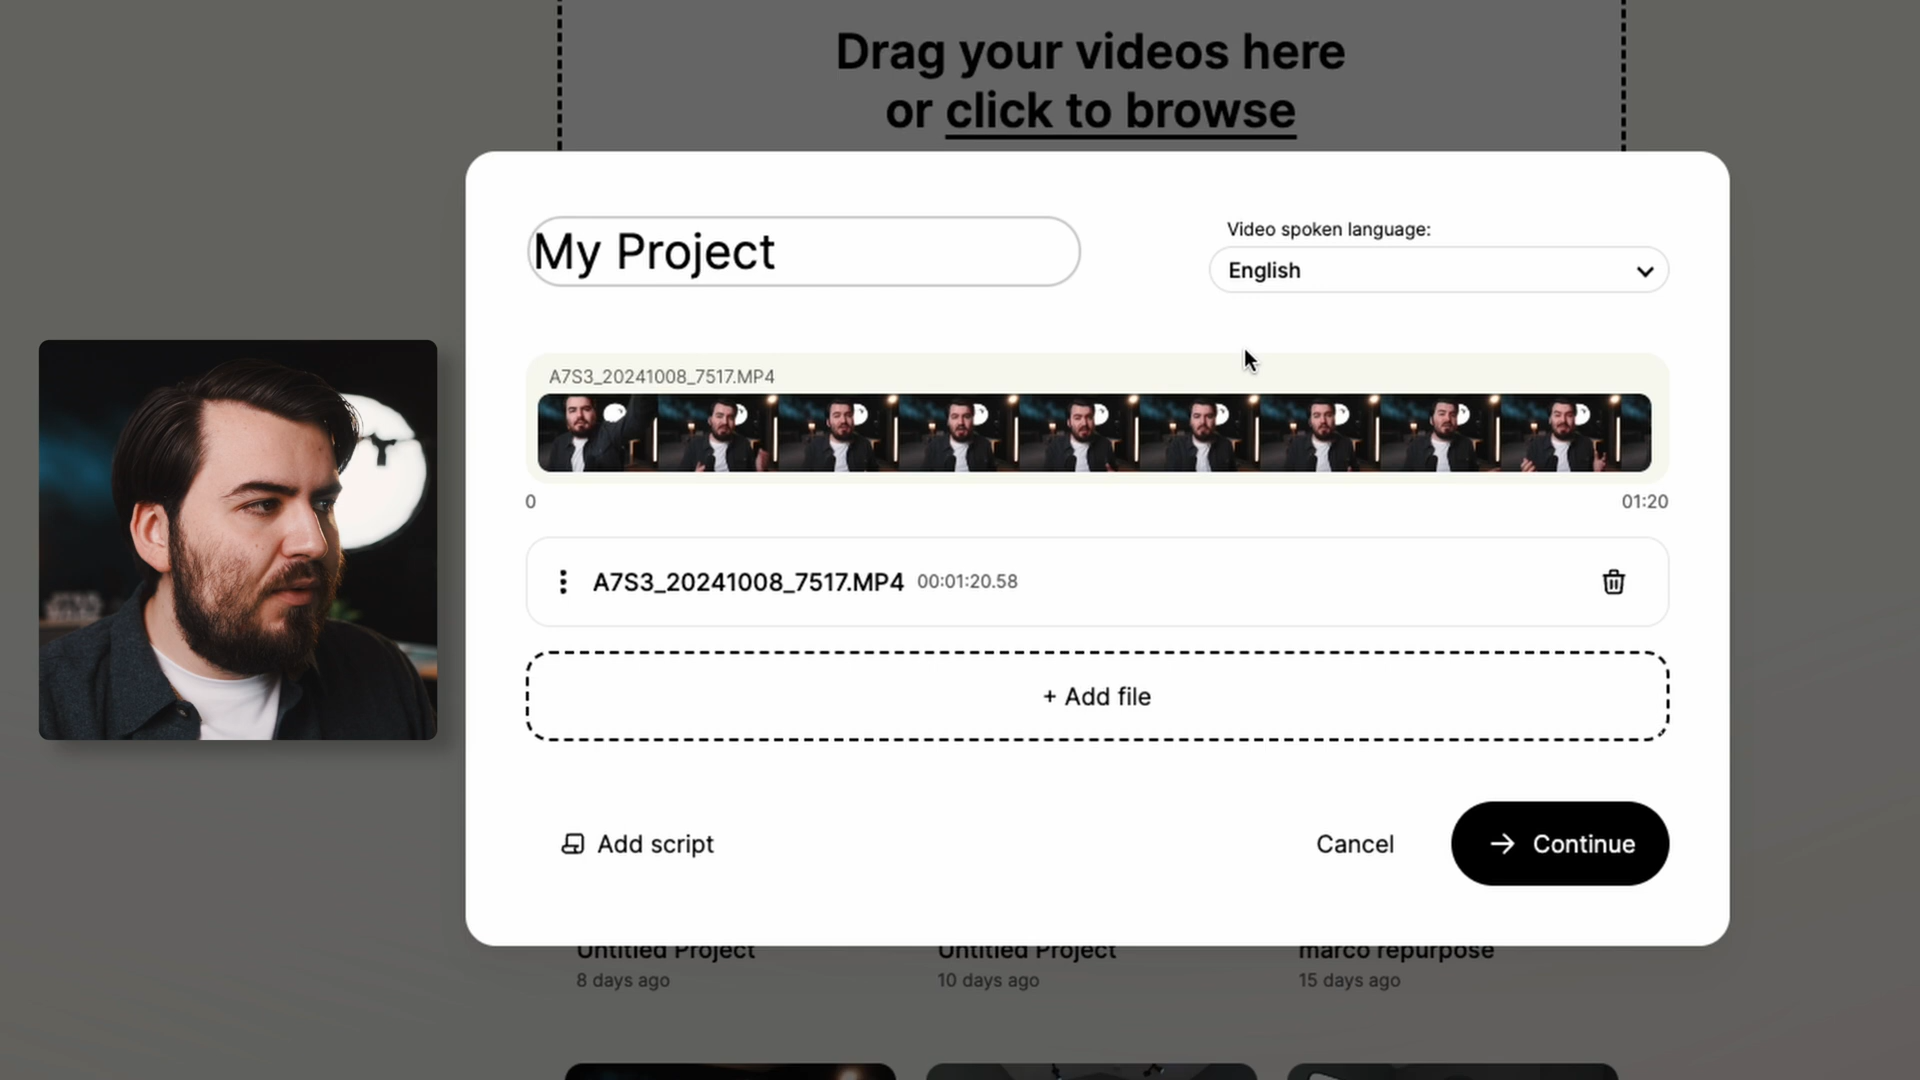 Drag your videos here
or click to browse
My Project
Video spoken language:
English
A7S3_20241008_7517.MP4
0
01:20
A7S3_20241008_7517.MP4 00:01:20.58
+ Add file
Add script
Cancel
Continue
Untitled Project
Untitled Project
marco repurpose
8 days ago
10 days ago
15 days ago